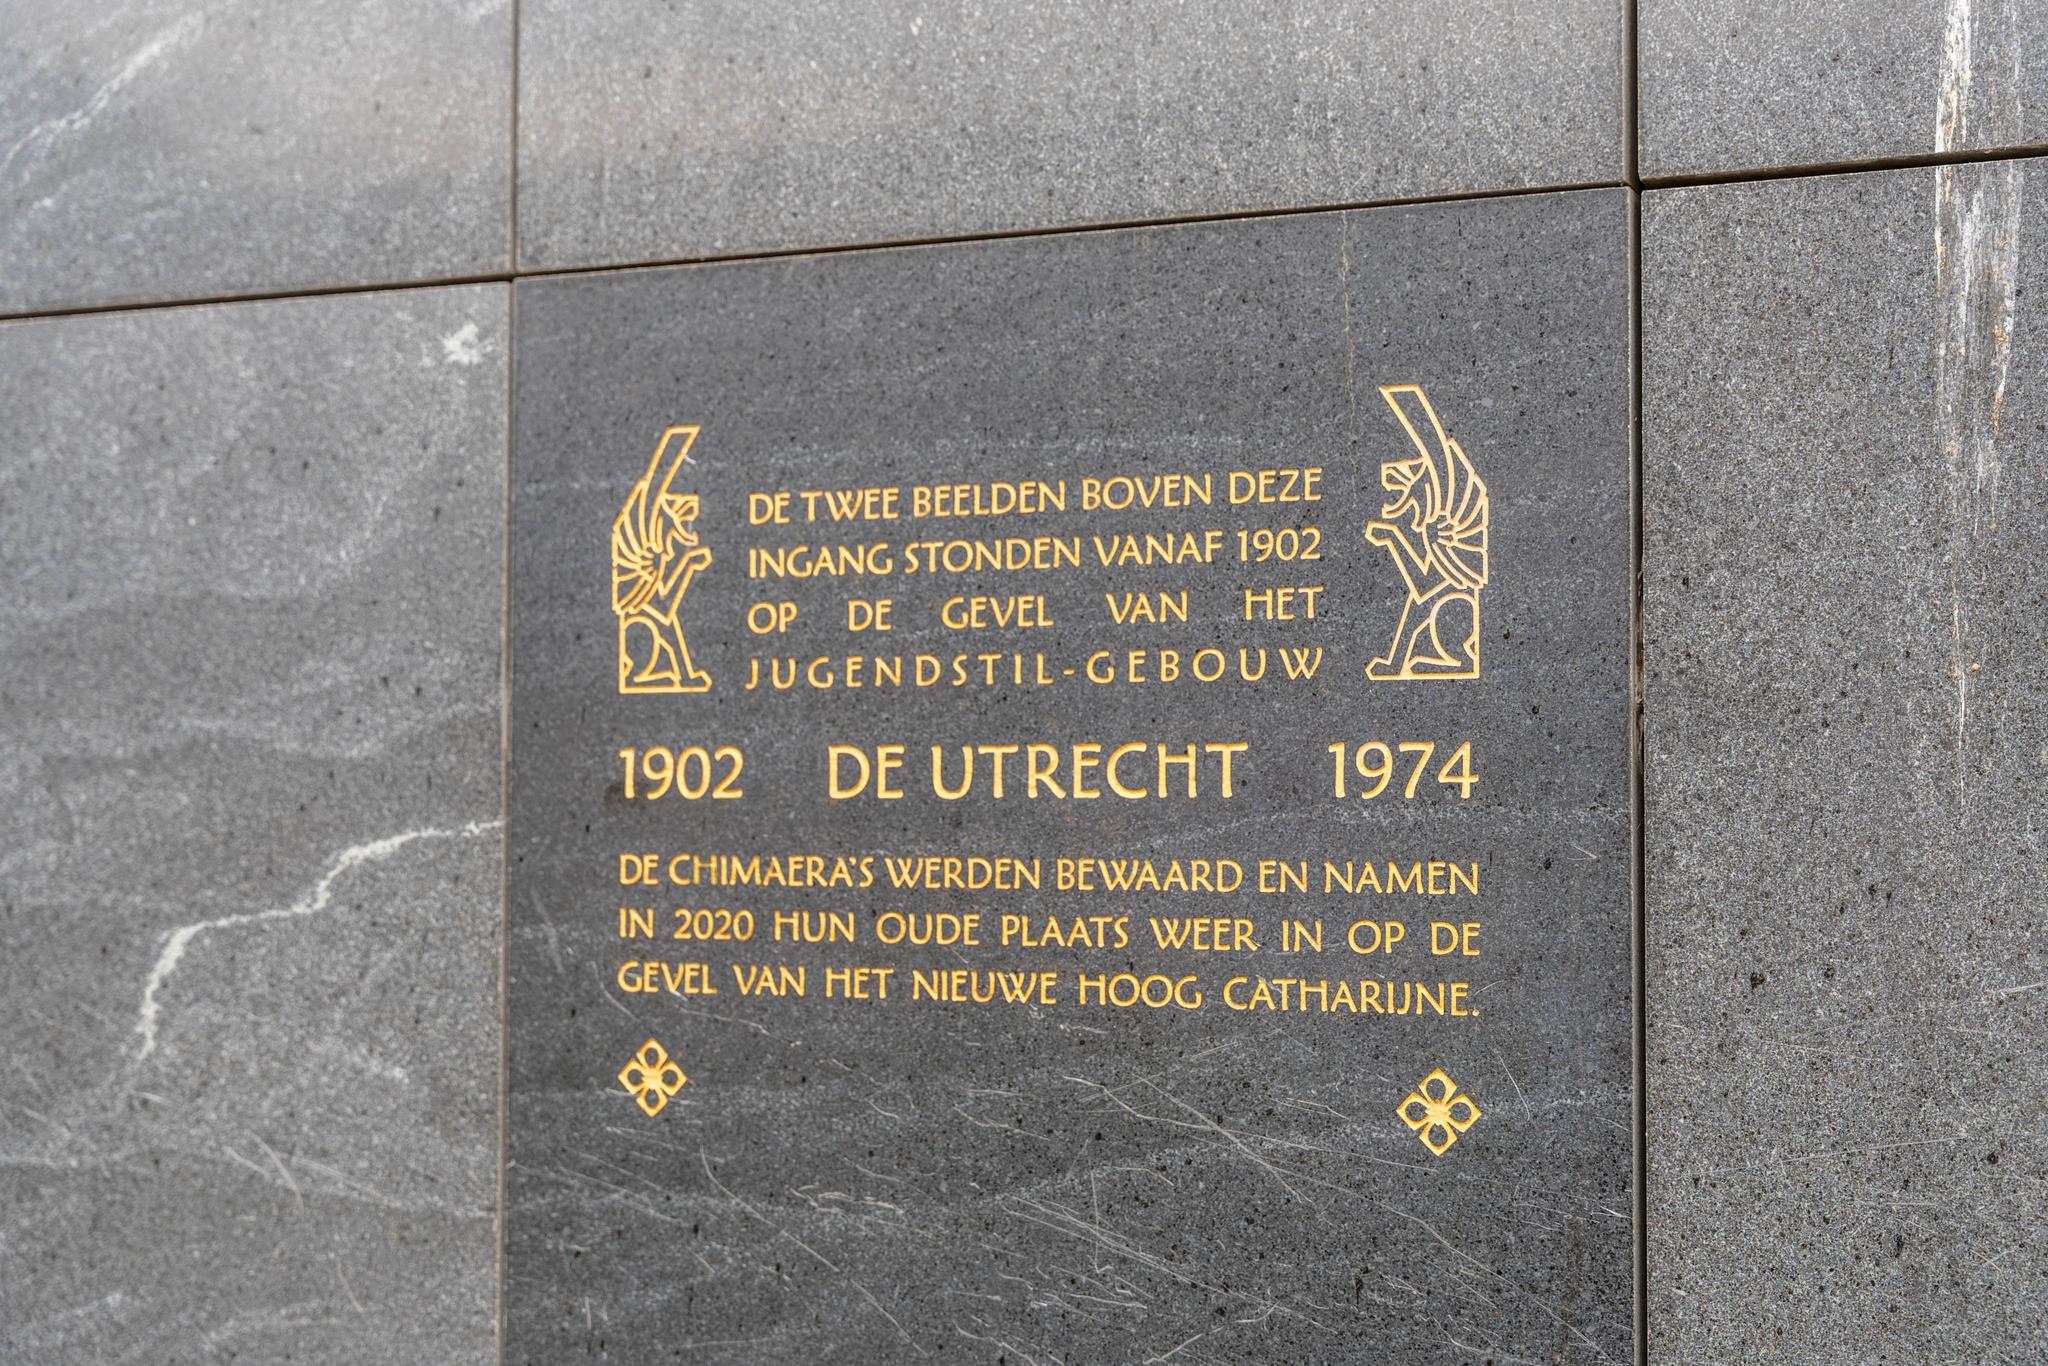 DE TWEE BEELDEN BOVEN DEZE
INGANG STONDEN VANAF 1902
OP DE GEVEL VAN HET
JUGENDSTIL-GEBOUW
1902 DE UTRECHT 1974
DE CHIMAERA'S WERDEN BEWAARD EN NAMEN
IN 2020 HUN OUDE PLAATS WEER IN OP DE
GEVEL VAN HET NIEUWE HOOG CATHARIJNE.